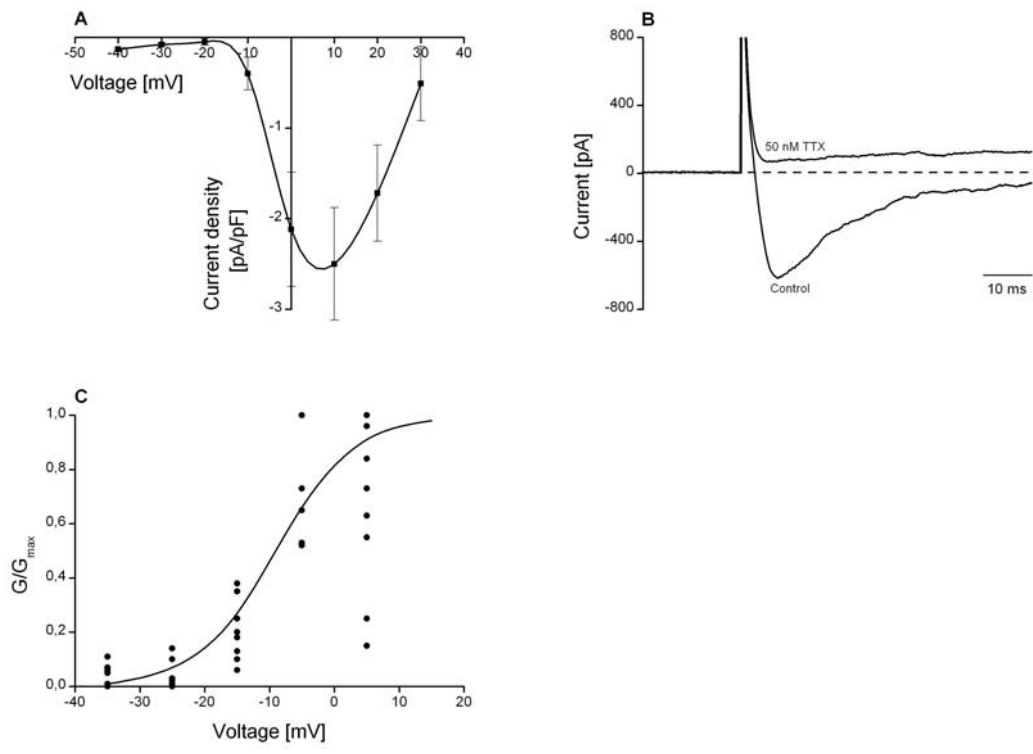 A
-50 -40 -30 -20 -10 10 20 30 40
Voltage [mV]
-1
-2
-3
Current density
[pA/pF]
B
800
400
0
-400
-800
Current [pA]
50 nM TTX
Control
10 ms
C
1,0
0,8
0,6
0,4
0,2
0,0
G/Gmax
-40 -30 -20 -10 0 10 20
Voltage [mV]